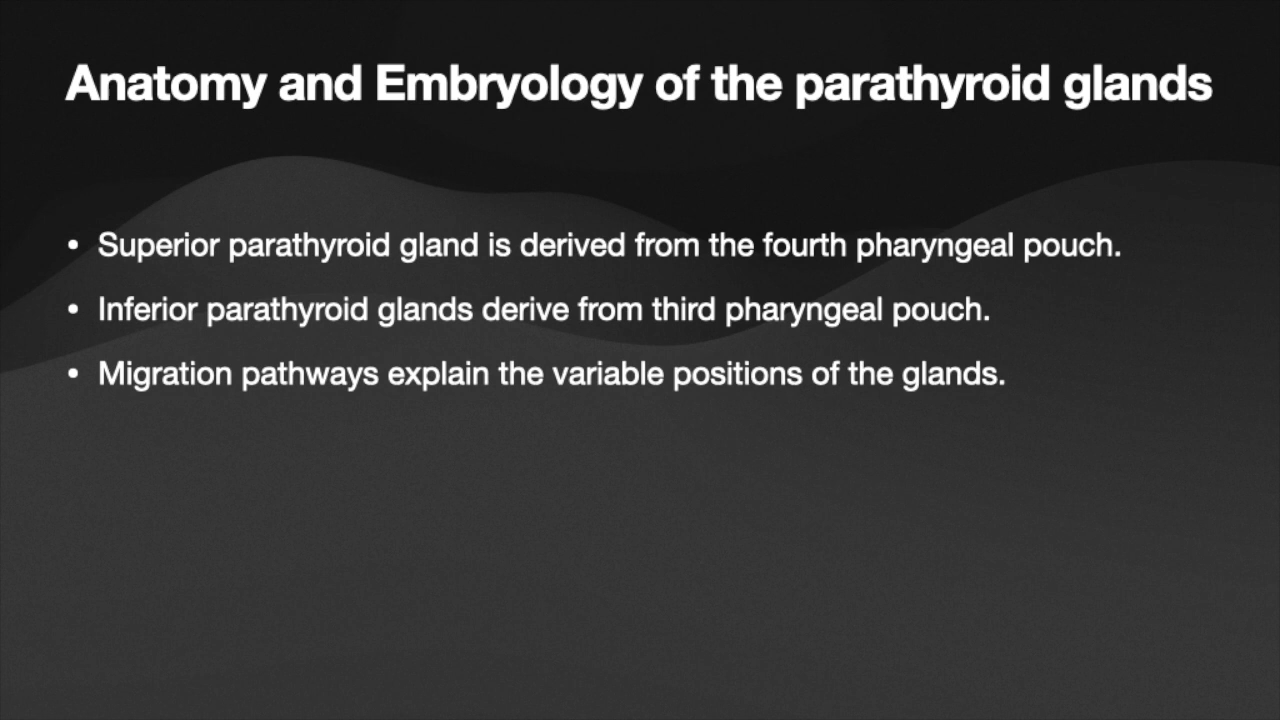 Anatomy and Embryology of the parathyroid glands
• Superior parathyroid gland is derived from the fourth pharyngeal pouch.
• Inferior parathyroid glands derive from third pharyngeal pouch.
• Migration pathways explain the variable positions of the glands.